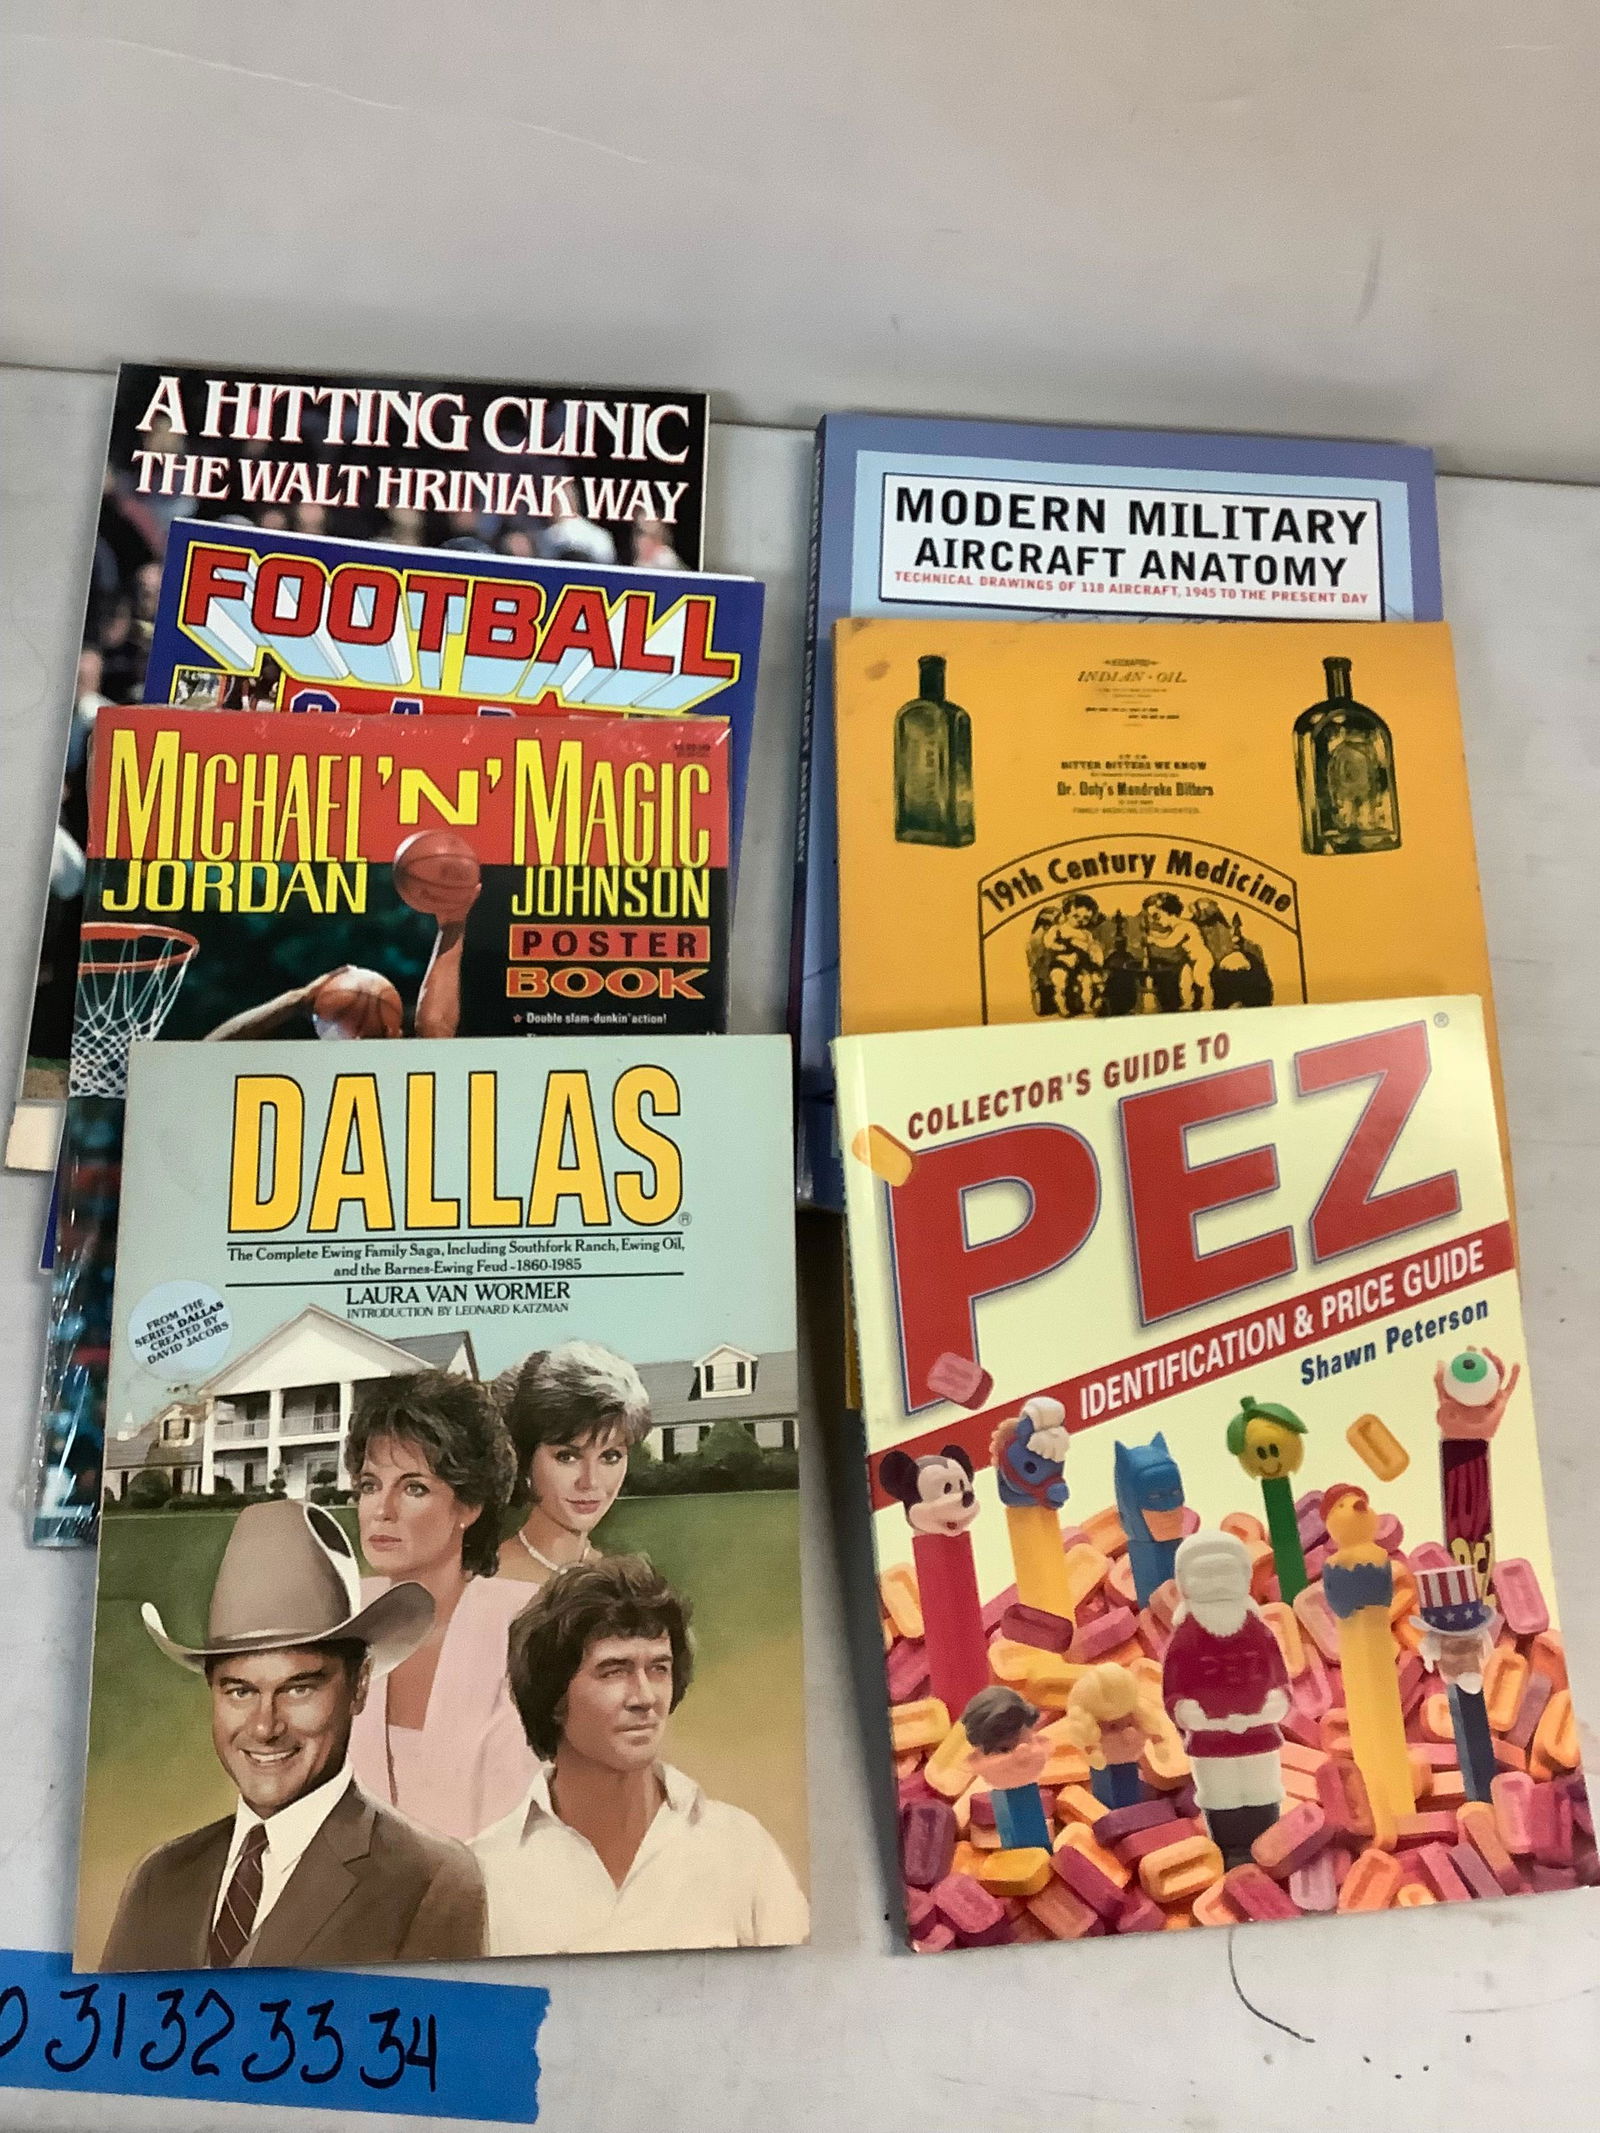 A HITTING CLINIC
THE WALT HRINIAK WAY
FOOTBALL
MICHAEL 'N' MAGIC
JORDAN JOHNSON
POSTER
BOOK
★ Double slam-dunkin' action!
DALLAS®
The Complete Ewing Family Saga, Including Southfork Ranch, Ewing Oil,
and the Barnes-Ewing Feud-1860-1985
LAURA VAN WORMER
INTRODUCTION BY LEONARD KATZMAN
FROM THE
SERIES DALLAS
CREATED BY
DAVID JACOBS
MODERN MILITARY
AIRCRAFT ANATOMY
TECHNICAL DRAWINGS OF 118 AIRCRAFT, 1945 TO THE PRESENT DAY
INDIAN·OIL
BITTER BITTERS WE KNOW
Dr. Doty's Mandrake Bitters
19th Century Medicine
COLLECTOR'S GUIDE TO
PEZ®
IDENTIFICATION & PRICE GUIDE
Shawn Peterson
31 32 33 34